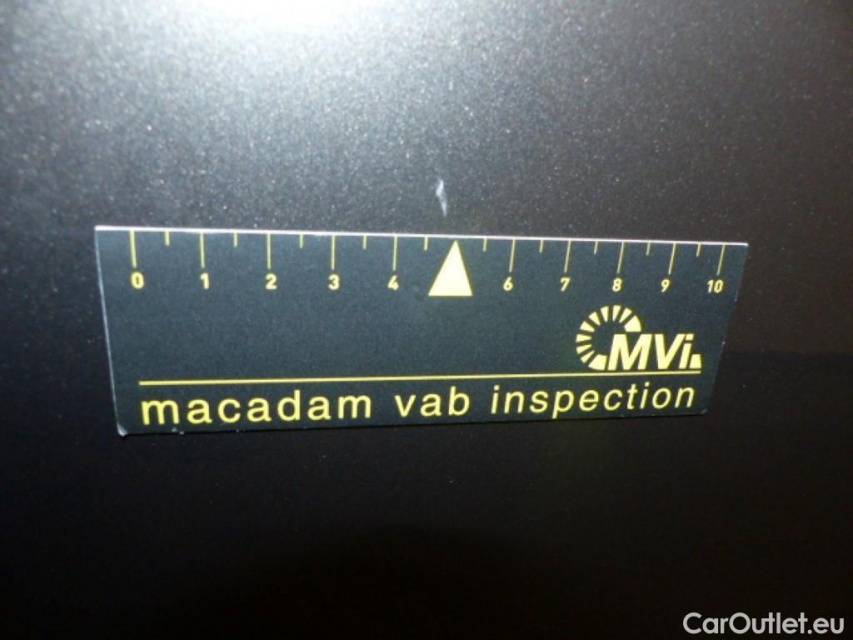 0 1 2 3 4 6 7 8 9 10
MVi
macadam vab inspection
CarOutlet.eu